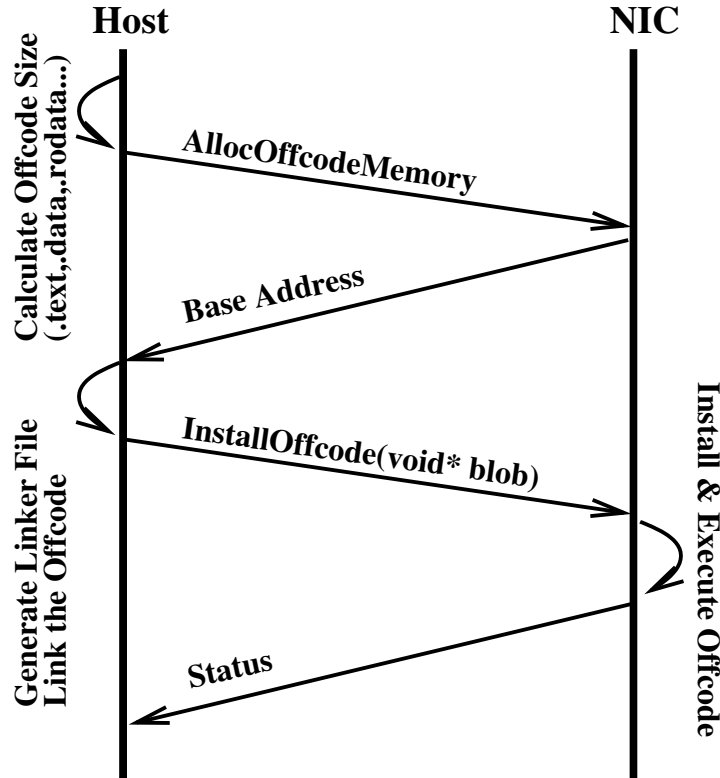 Host
NIC
Calculate Offcode Size
(.text,.data,.rodata...)
AllocOffcodeMemory
Base Address
InstallOffcode(void* blob)
Generate Linker File
Link the Offcode
Install & Execute Offcode
Status